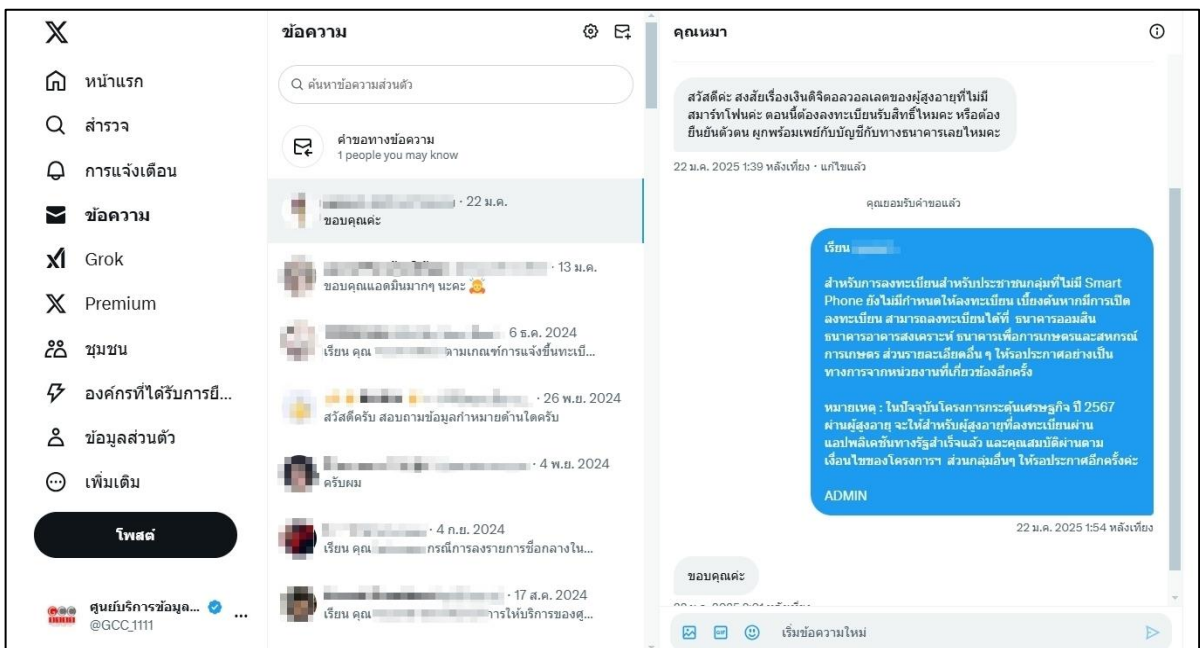 หน้าแรก
สำรวจ
การแจ้งเตือน
ข้อความ
Grok
Premium
ชุมชน
องค์กรที่ได้รับการยื...
ข้อมูลส่วนตัว
เพิ่มเติม
โพสต์
ศูนย์บริการข้อมูล...
@GCC_1111
...
ข้อความ
ค้นหาข้อความส่วนตัว
คำขอทางข้อความ
1 people you may know
· 22 ม.ค.
ขอบคุณค่ะ
· 13 ม.ค.
ขอบคุณแอดมินมากๆ นะคะ 🙇
6 ธ.ค. 2024
เรียน คุณ ตามเกณฑ์การแจ้งขึ้นทะเบี...
· 26 พ.ย. 2024
สวัสดีครับ สอบถามข้อมูลกำหมายด้านใดครับ
· 4 พ.ย. 2024
ครับผม
· 4 ก.ย. 2024
เรียน คุณ กรณีการลงรายการชื่อกลางใน...
· 17 ส.ค. 2024
เรียน คุณ การให้บริการของศู...
คุณหมา
สวัสดีค่ะ สงสัยเรื่องเงินดิจิตอลวอลเลตของผู้สูงอายุที่ไม่มี
สมาร์ทโฟนค่ะ ตอนนี้ต้องลงทะเบียนรับสิทธิ์ไหมคะ หรือต้อง
ยืนยันตัวตน ผูกพร้อมเพย์กับบัญชีกับทางธนาคารเลยไหมคะ
22 ม.ค. 2025 1:39 หลังเที่ยง · แก้ไขแล้ว
คุณยอมรับคำขอแล้ว
เรียน
สำหรับการลงทะเบียนสำหรับประชาชนกลุ่มที่ไม่มี Smart
Phone ยังไม่มีกำหนดให้ลงทะเบียน เบี้ยงต้นหากมีการเปิด
ลงทะเบียน สามารถลงทะเบียนได้ที่ ธนาคารออมสิน
ธนาคารอาคารสงเคราะห์ ธนาคารเพื่อการเกษตรและสหกรณ์
การเกษตร ส่วนรายละเอียดอื่น ๆ ให้รอประกาศอย่างเป็น
ทางการจากหน่วยงานที่เกี่ยวข้องอีกครั้ง
หมายเหตุ : ในปัจจุบันโครงการกระตุ้นเศรษฐกิจ ปี 2567
ผ่านผู้สูงอายุ จะให้สำหรับผู้สูงอายุที่ลงทะเบียนผ่าน
แอปพลิเคชันทางรัฐสำเร็จแล้ว และคุณสมบัติผ่านตาม
เงื่อนไขของโครงการฯ ส่วนกลุ่มอื่นๆ ให้รอประกาศอีกครั้งค่ะ
ADMIN
22 ม.ค. 2025 1:54 หลังเที่ยง
ขอบคุณค่ะ
เริ่มข้อความใหม่